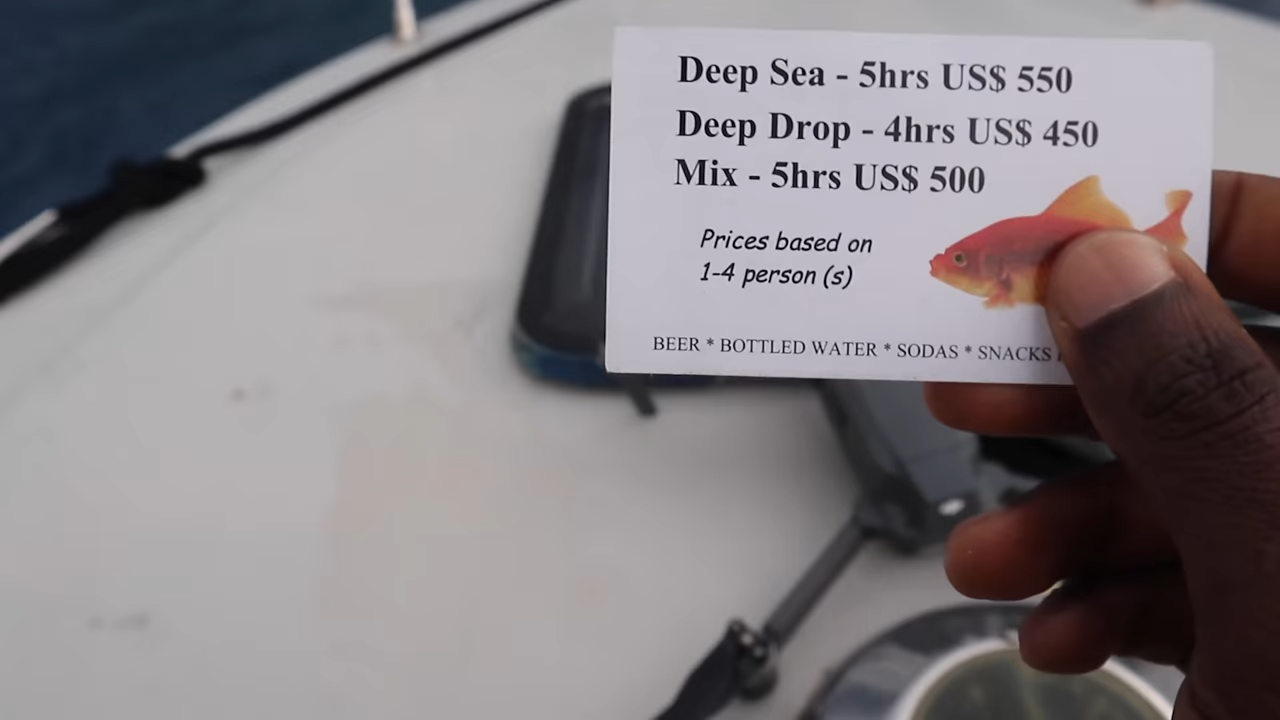 Deep Sea - 5hrs US$ 550
Deep Drop - 4hrs US$ 450
Mix - 5hrs US$ 500
Prices based on
1-4 person (s)
BEER * BOTTLED WATER * SODAS * SNACKS